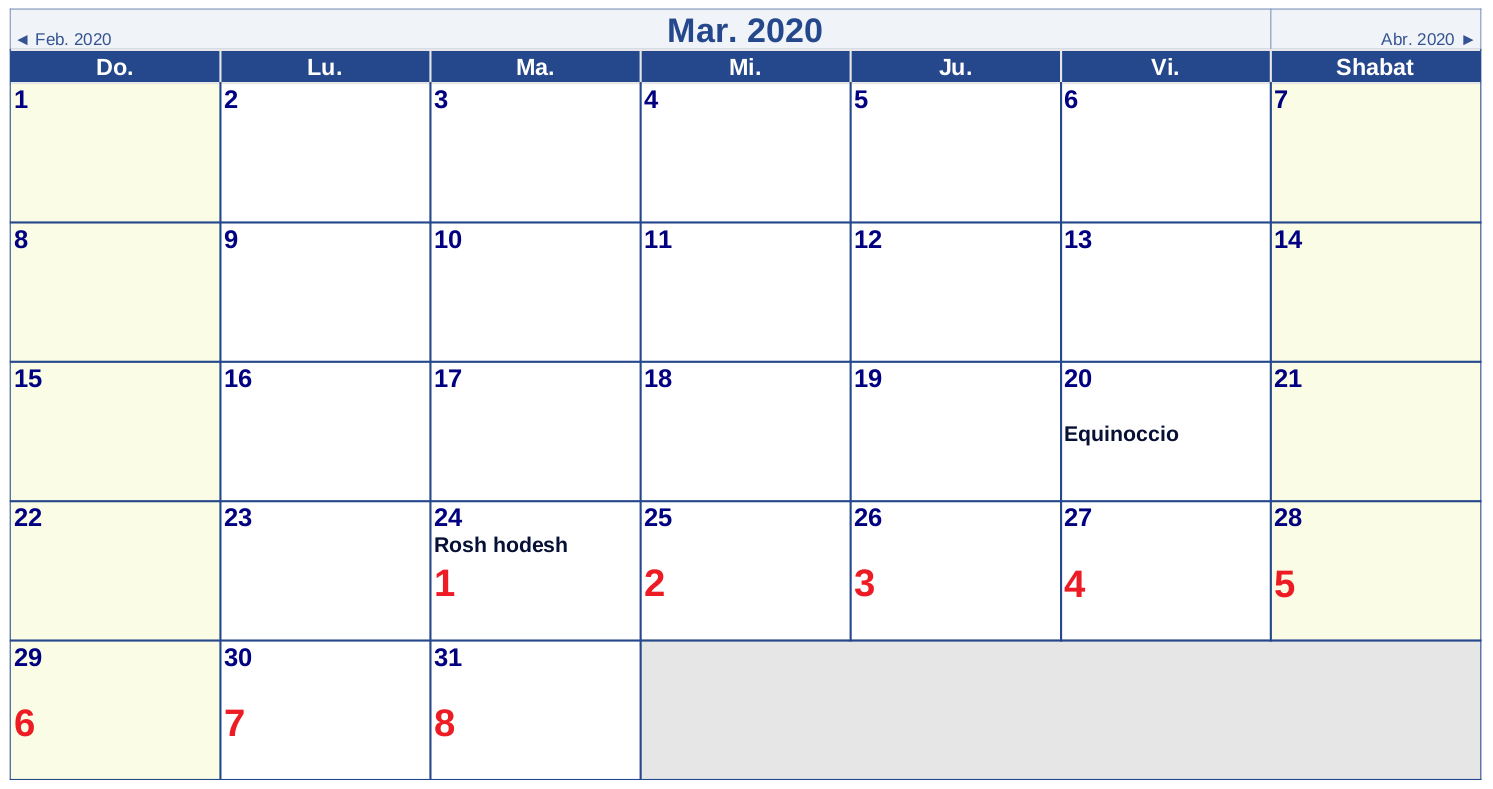 ◄ Feb. 2020 Mar. 2020 Abr. 2020 ►
Do. Lu. Ma. Mi. Ju. Vi. Shabat
1 2 3 4 5 6 7
8 9 10 11 12 13 14
15 16 17 18 19 20 21
Equinoccio
22 23 24 25 26 27 28
Rosh hodesh
1 2 3 4 5
29 30 31
6 7 8